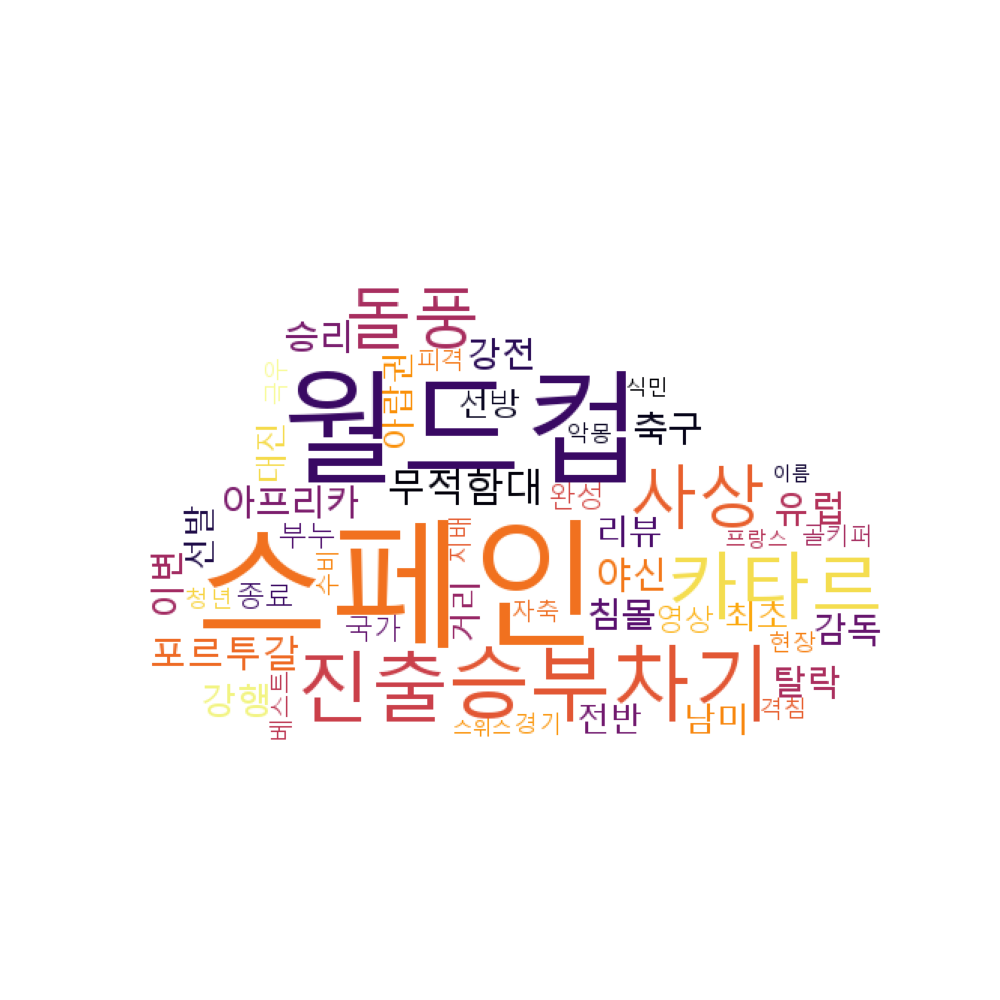 돌풍
승리
강전
피격
아랍권
극우
월드컵
식민
선방
악몽
축구
대진
무적함대
사상
이름
아프리카
완성
유럽
선발
부누
지배
리뷰
프랑스
골키퍼
스페인
이변
수비
야신
카타르
청년
종료
거리
자축
침몰
영상
최초
국가
감독
포르투갈
현장
진출
승부차기
탈락
강행
베스트
격침
스위스
경기
전반
남미